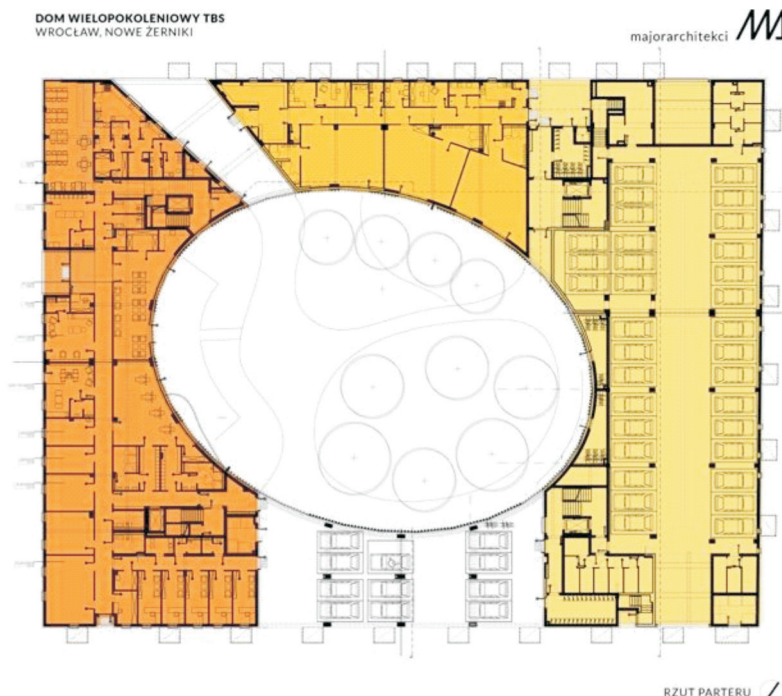 DOM WIELOPOKOLENIOWY TBS
WROCŁAW, NOWE ŻERNIKI
majorarchitekci
RZUT PARTERU